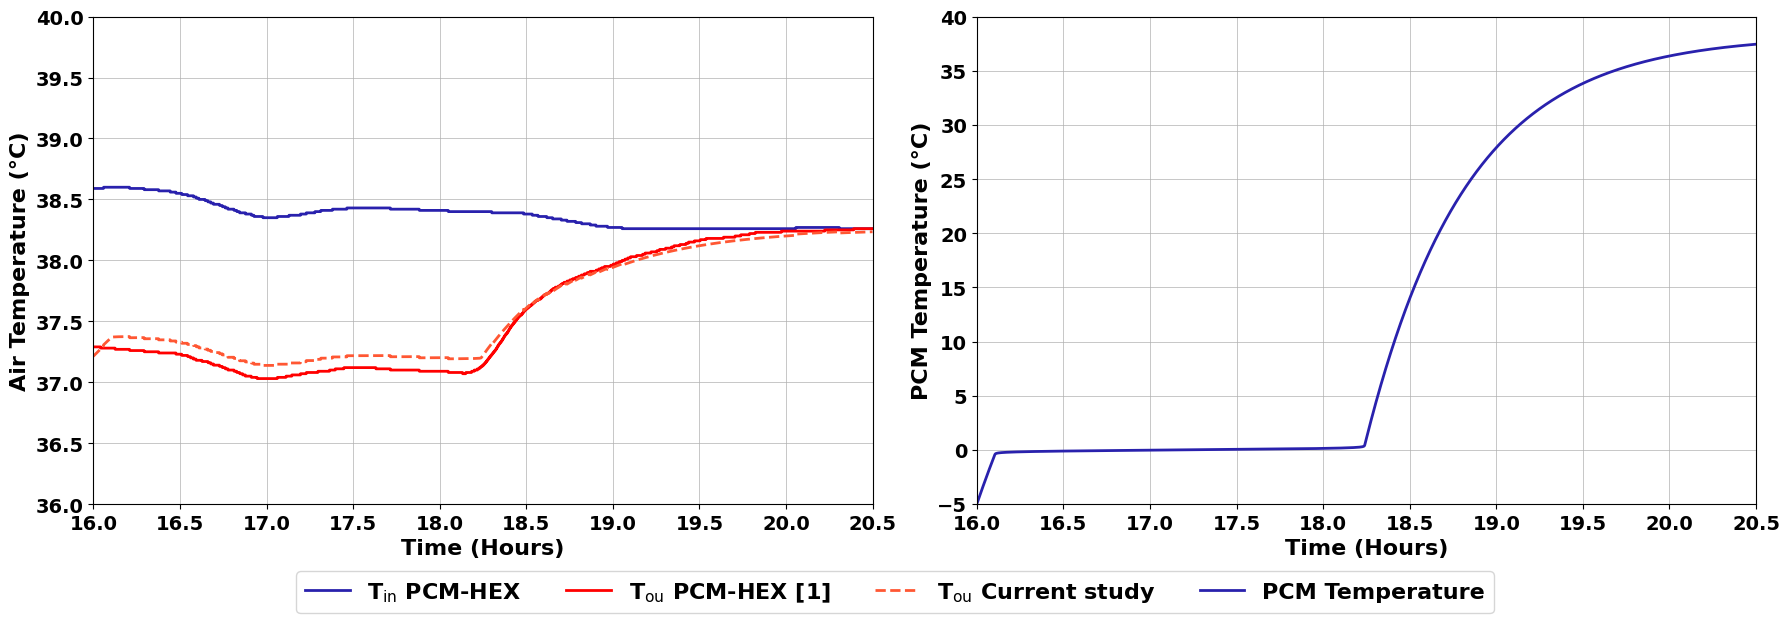 40.0
39.5
39.0
38.5
38.0
37.5
37.0
36.5
36.0
Air Temperature (°C)
16.0 16.5 17.0 17.5 18.0 18.5 19.0 19.5 20.0 20.5
Time (Hours)
40
35
30
25
20
15
10
5
0
−5
PCM Temperature (°C)
16.0 16.5 17.0 17.5 18.0 18.5 19.0 19.5 20.0 20.5
Time (Hours)
T_in PCM-HEX T_ou PCM-HEX [1] T_ou Current study PCM Temperature